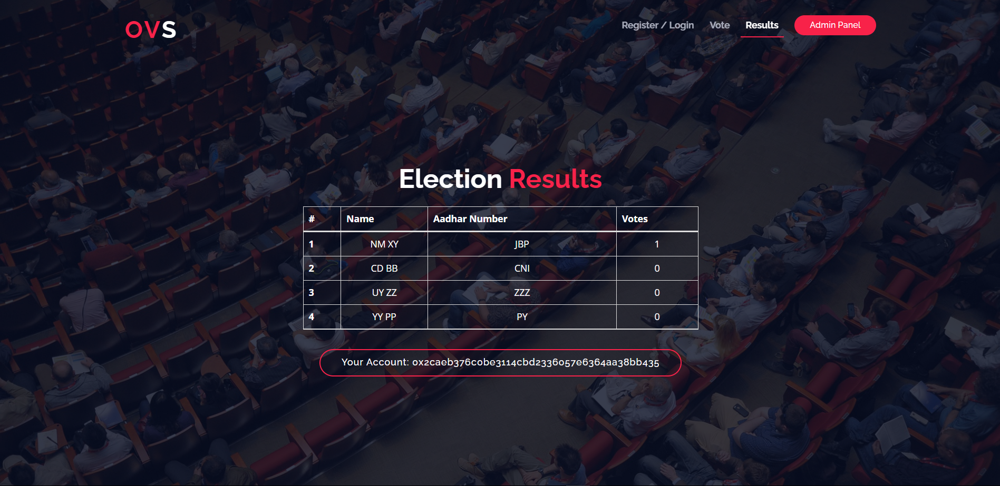 OVS
Register / Login Vote Results Admin Panel
Election Results
# Name Aadhar Number Votes
1 NM XY JBP 1
2 CD BB CNI 0
3 UY ZZ ZZZ 0
4 YY PP PY 0
Your Account: 0x2caeb376c0be3114cbd2336057e6364aa38bb435